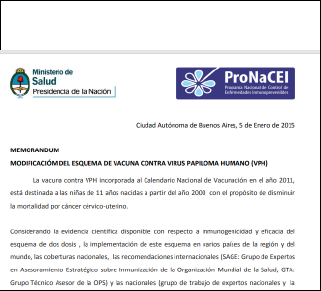 Ministerio de
Salud
Presidencia de la Nación
ProNaCEI
Programa Nacional de Control de
Enfermedades Inmunoprevenibles
Ciudad Autónoma de Buenos Aires, 5 de Enero de 2015
MEMORANDUM
MODIFICACIÓN DEL ESQUEMA DE VACUNA CONTRA VIRUS PAPILOMA HUMANO (VPH)
La vacuna contra VPH incorporada al Calendario Nacional de Vacunación en el año 2011,
está destinada a las niñas de 11 años nacidas a partir del año 2000 con el propósito de disminuir
la mortalidad por cáncer cérvico-uterino.
Considerando la evidencia científica disponible con respecto a inmunogenicidad y eficacia del
esquema de dos dosis , la implementación de este esquema en varios países de la región y del
mundo, las coberturas nacionales, las recomendaciones internacionales (SAGE: Grupo de Expertos
en Asesoramiento Estratégico sobre Inmunización de la Organización Mundial de la Salud, GTA:
Grupo Técnico Asesor de la OPS) y las nacionales (grupo de trabajo de expertos nacionales y la